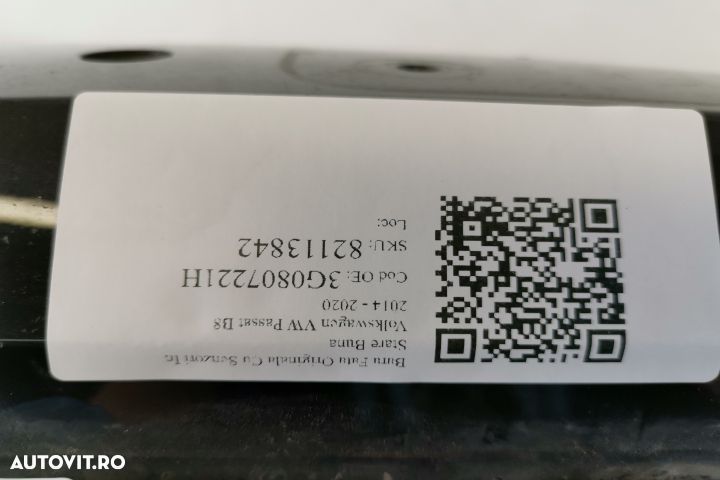 Bara Fata Originala Cu Senzori In
Stare Buna
Volkswagen VW Passat B8
2014 - 2020
Cod OE: 3G0807221H
SKU: 82113842
Loc:
AUTOVIT.RO